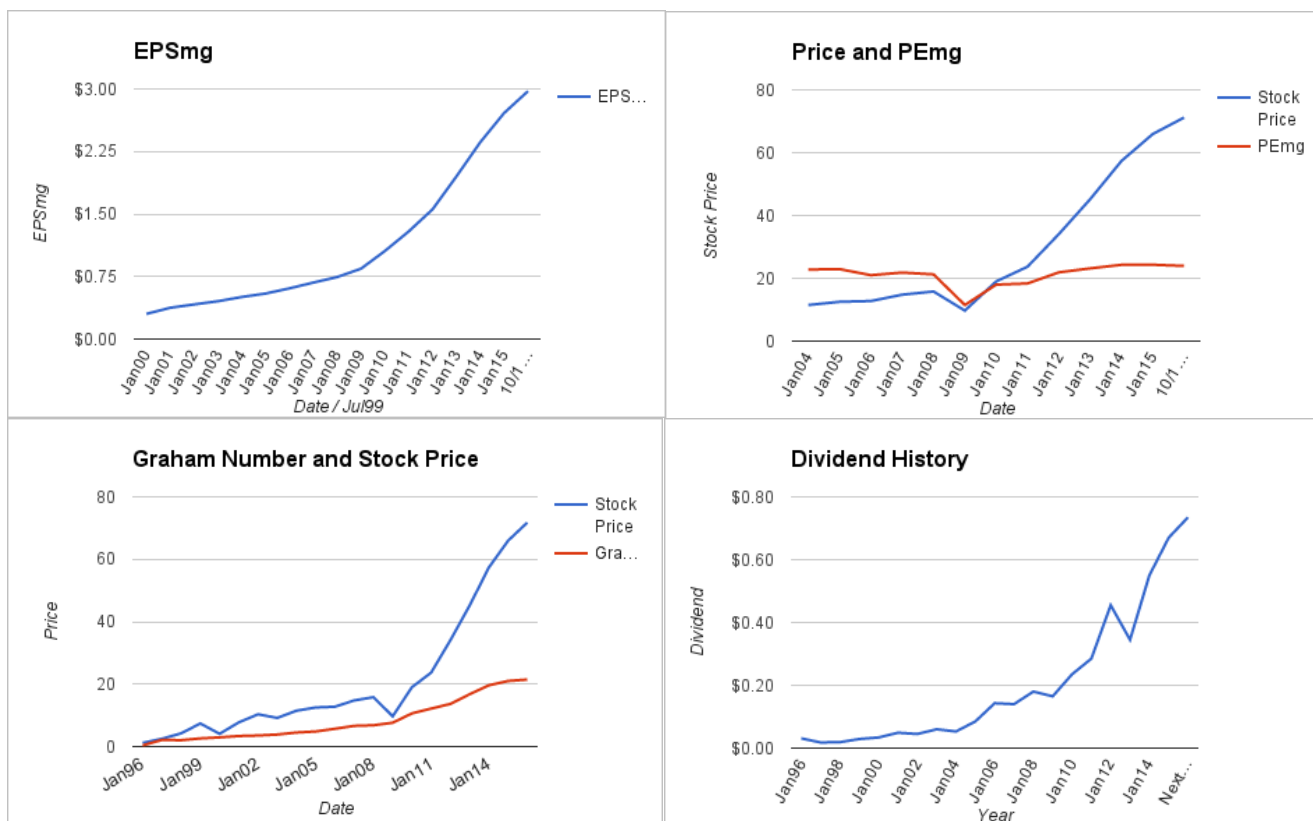 EPSmg
$3.00
$2.25
$1.50
$0.75
$0.00
EPSmg
EPS...
Jan00
Jan01
Jan02
Jan03
Jan04
Jan05
Jan06
Jan07
Jan08
Jan09
Jan10
Jan11
Jan12
Jan13
Jan14
Jan15
10/1 ...
Date / Jul99
Price and PEmg
80
60
40
20
0
Stock Price
Stock
Price
PEmg
Jan04
Jan05
Jan06
Jan07
Jan08
Jan09
Jan10
Jan11
Jan12
Jan13
Jan14
Jan15
10/1 ...
Date
Graham Number and Stock Price
80
60
40
20
0
Price
Stock
Price
Gra...
Jan96
Jan99
Jan02
Jan05
Jan08
Jan11
Jan14
Date
Dividend History
$0.80
$0.60
$0.40
$0.20
$0.00
Dividend
Jan96
Jan98
Jan00
Jan02
Jan04
Jan06
Jan08
Jan10
Jan12
Jan14
Next...
Year